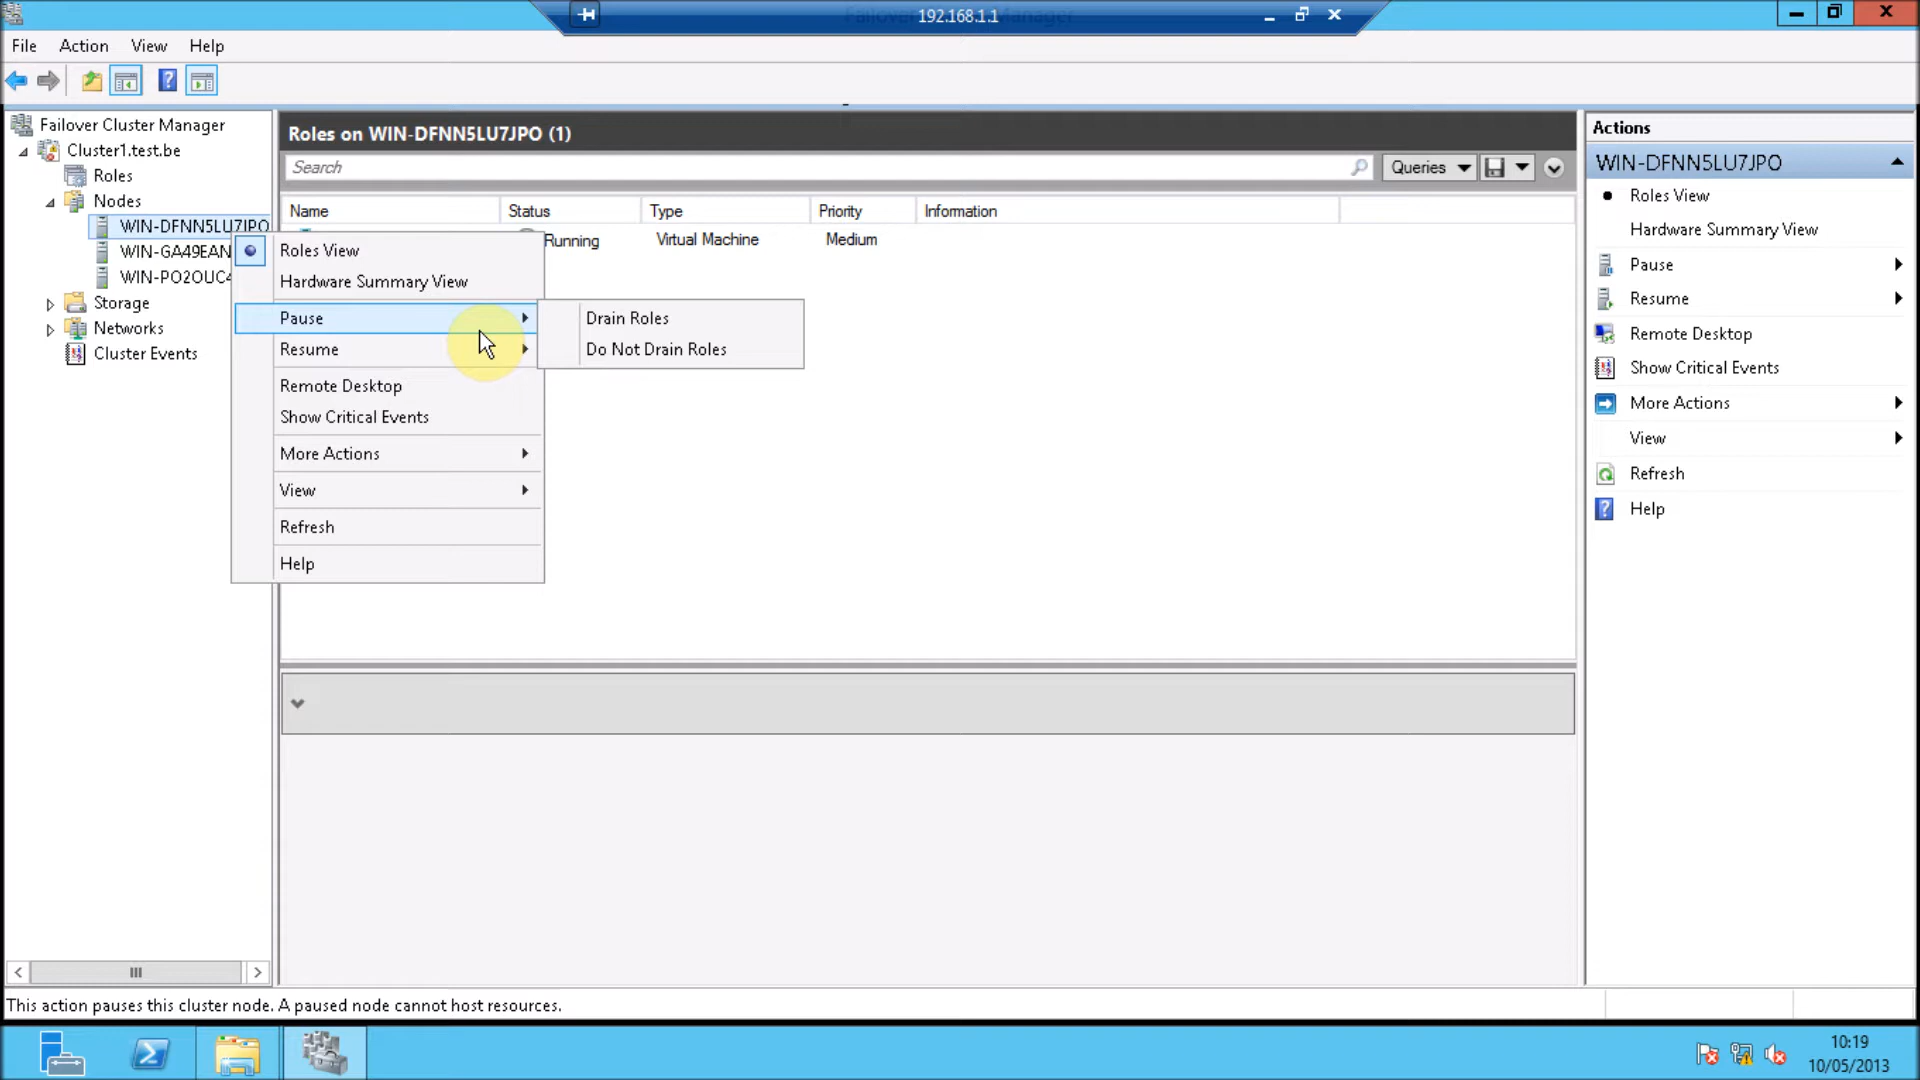 192.168.1.1
File Action View Help
Failover Cluster Manager
Cluster1.test.be
Roles
Nodes
WIN-DFNN5LU7JPO
WIN-GA49EAN
WIN-PO2OUC4
Storage
Networks
Cluster Events
Roles on WIN-DFNN5LU7JPO (1)
Search
Queries
Name Status Type Priority Information
Running Virtual Machine Medium
Roles View
Hardware Summary View
Pause
Resume
Remote Desktop
Show Critical Events
More Actions
View
Refresh
Help
Drain Roles
Do Not Drain Roles
Actions
WIN-DFNN5LU7JPO
Roles View
Hardware Summary View
Pause
Resume
Remote Desktop
Show Critical Events
More Actions
View
Refresh
Help
This action pauses this cluster node. A paused node cannot host resources.
10:19
10/05/2013